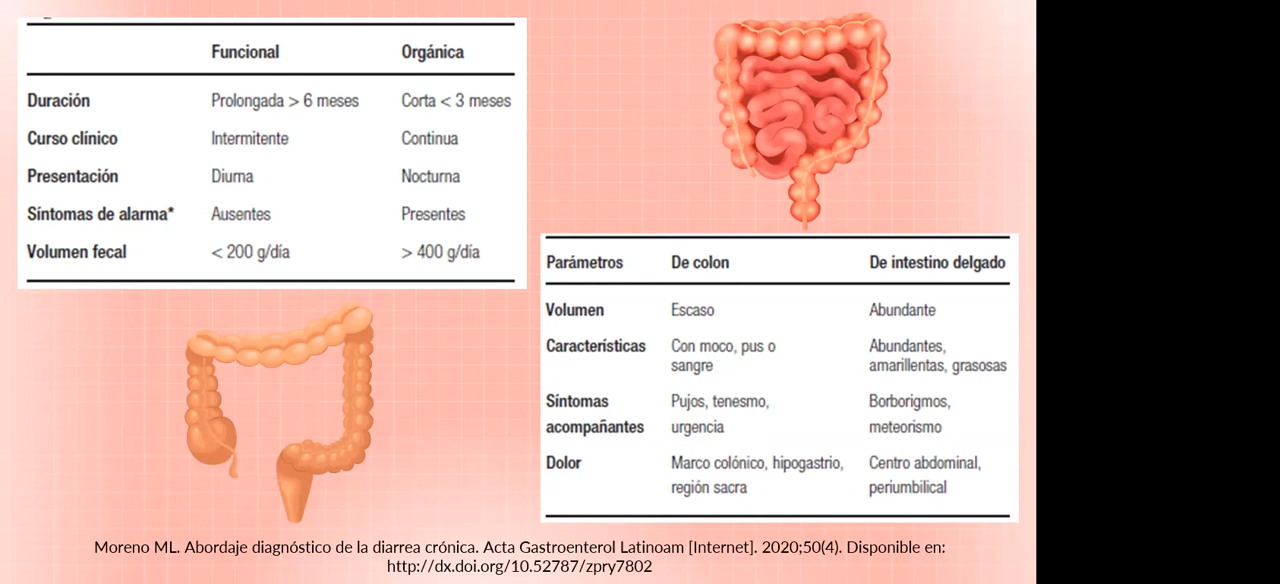 Funcional Orgánica
Duración Prolongada > 6 meses Corta < 3 meses
Curso clínico Intermitente Continua
Presentación Diurna Nocturna
Síntomas de alarma* Ausentes Presentes
Volumen fecal < 200 g/día > 400 g/día
Parámetros De colon De intestino delgado
Volumen Escaso Abundante
Características Con moco, pus o Abundantes,
sangre amarillentas, grasosas
Síntomas Pujos, tenesmo, Borborigmos,
acompañantes urgencia meteorismo
Dolor Marco colónico, hipogastrio, Centro abdominal,
región sacra periumbilical
Moreno ML. Abordaje diagnóstico de la diarrea crónica. Acta Gastroenterol Latinoam [Internet]. 2020;50(4). Disponible en:
http://dx.doi.org/10.52787/zpry7802